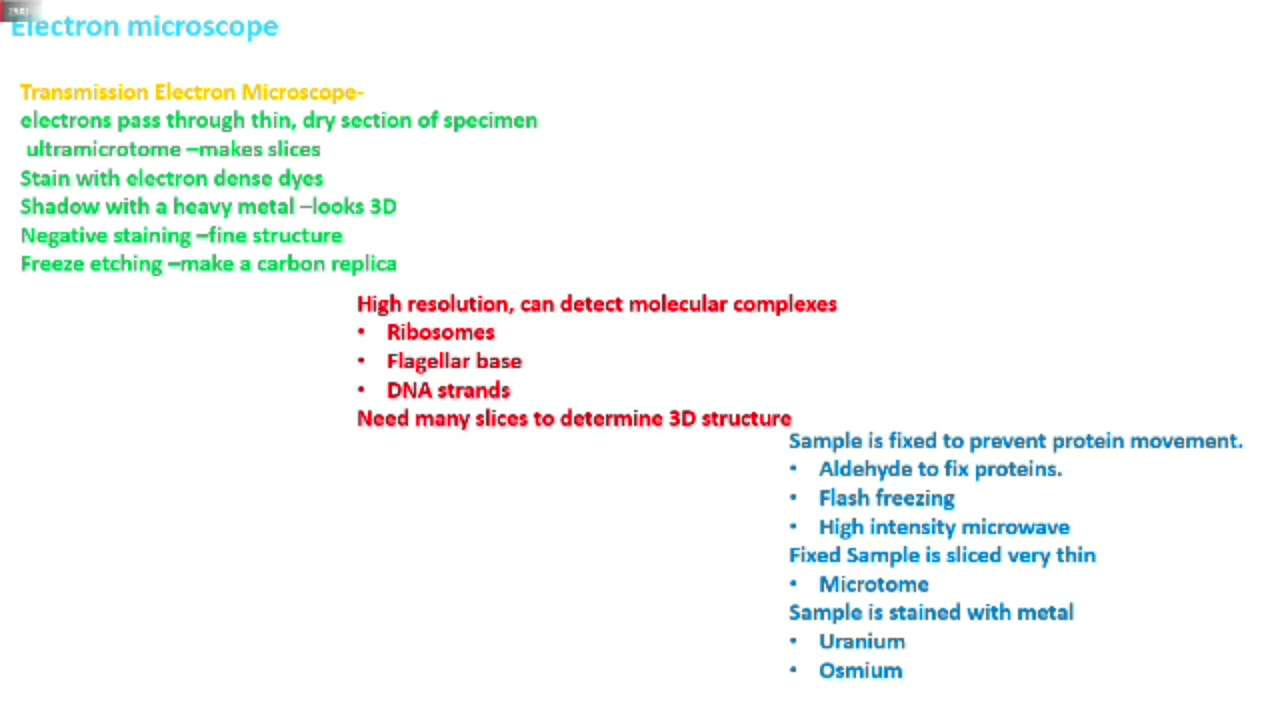 Electron microscope
Transmission Electron Microscope-
electrons pass through thin, dry section of specimen
ultramicrotome –makes slices
Stain with electron dense dyes
Shadow with a heavy metal –looks 3D
Negative staining –fine structure
Freeze etching –make a carbon replica
High resolution, can detect molecular complexes
• Ribosomes
• Flagellar base
• DNA strands
Need many slices to determine 3D structure
Sample is fixed to prevent protein movement.
• Aldehyde to fix proteins.
• Flash freezing
• High intensity microwave
Fixed Sample is sliced very thin
• Microtome
Sample is stained with metal
• Uranium
• Osmium